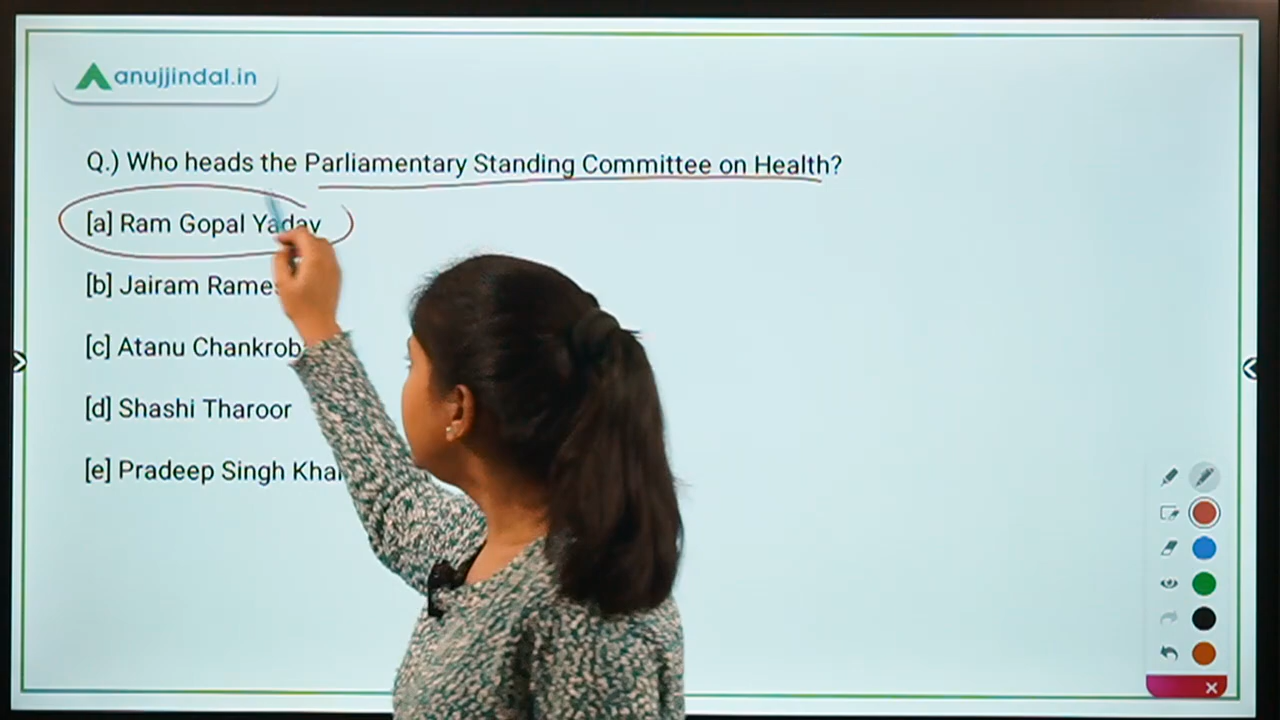 anujjindal.in
Q.) Who heads the Parliamentary Standing Committee on Health?
[a] Ram Gopal Yadav
[b] Jairam
[c] Atanu
[d] Shashi Tharoor
[e] Pradeep Singh